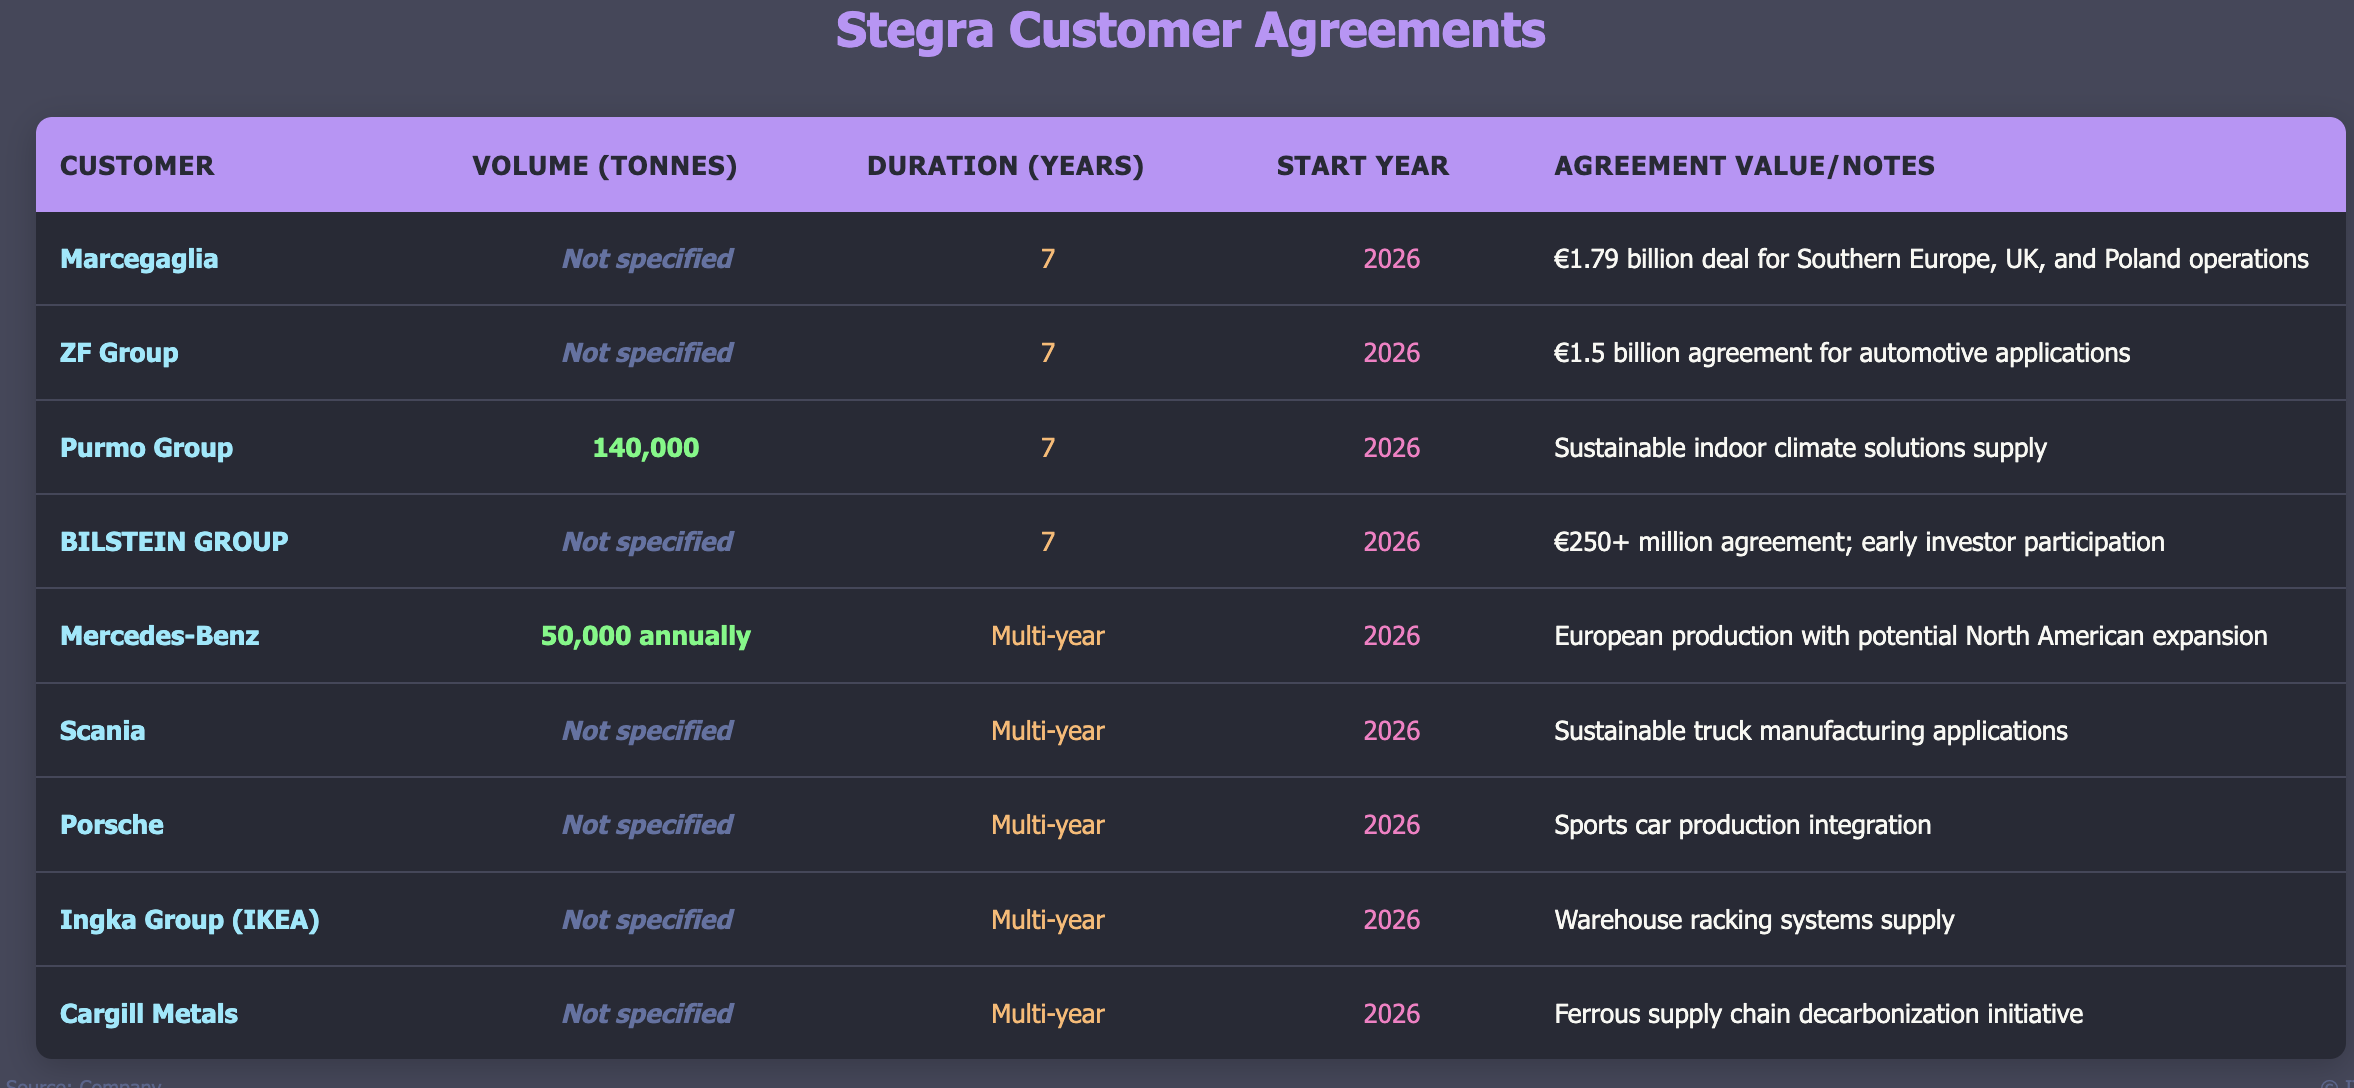 Stegra Customer Agreements
CUSTOMER VOLUME (TONNES) DURATION (YEARS) START YEAR AGREEMENT VALUE/NOTES
Marcegaglia Not specified 7 2026 €1.79 billion deal for Southern Europe, UK, and Poland operations
ZF Group Not specified 7 2026 €1.5 billion agreement for automotive applications
Purmo Group 140,000 7 2026 Sustainable indoor climate solutions supply
BILSTEIN GROUP Not specified 7 2026 €250+ million agreement; early investor participation
Mercedes-Benz 50,000 annually Multi-year 2026 European production with potential North American expansion
Scania Not specified Multi-year 2026 Sustainable truck manufacturing applications
Porsche Not specified Multi-year 2026 Sports car production integration
Ingka Group (IKEA) Not specified Multi-year 2026 Warehouse racking systems supply
Cargill Metals Not specified Multi-year 2026 Ferrous supply chain decarbonization initiative
Source: Company ©